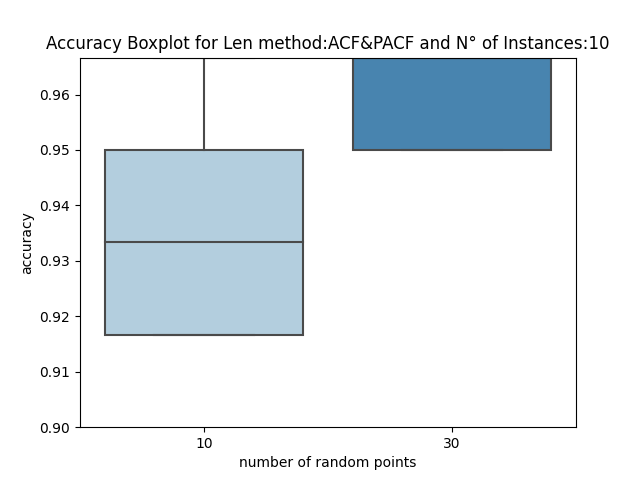 Accuracy Boxplot for Len method:ACF&PACF and N° of Instances:10
0.96
0.95
0.94
0.93
0.92
0.91
0.90
accuracy
10 30
number of random points